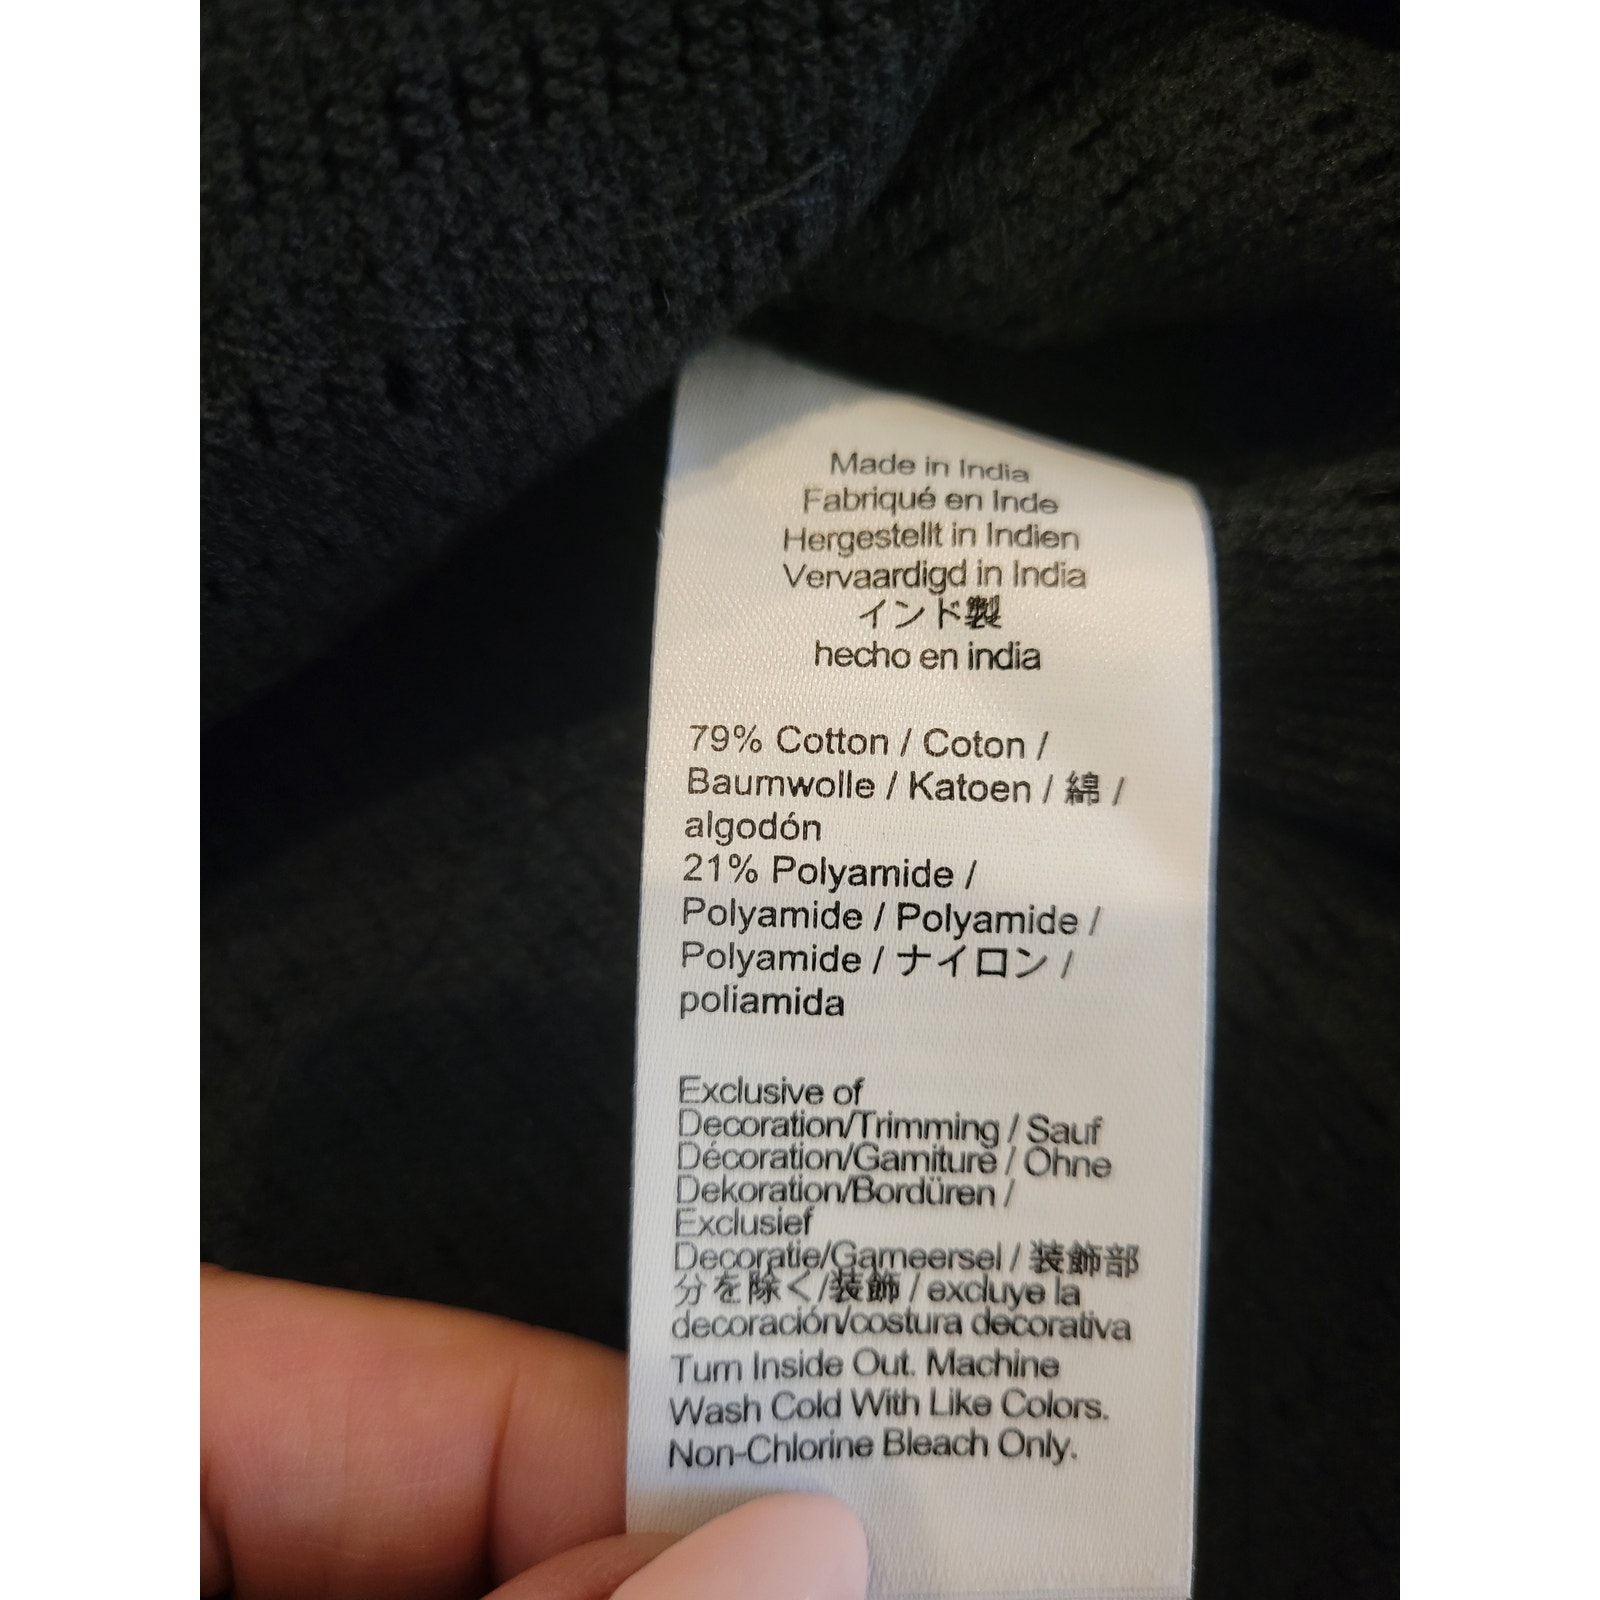 Made in India
Fabriqué en Inde
Hergestellt in Indien
Vervaardigd in India
インド製
hecho en india
79% Cotton / Coton /
Baumwolle / Katoen / 綿 /
algodón
21% Polyamide /
Polyamide / Polyamide /
Polyamide / ナイロン /
poliamida
Exclusive of
Decoration/Trimming / Sauf
Décoration/Garniture / Ohne
Dekoration/Bordüren /
Exclusief
Decoratie/Garneersel / 装飾部
分を除く/装飾 / excluye la
decoración/costura decorativa
Turn Inside Out. Machine
Wash Cold With Like Colors.
Non-Chlorine Bleach Only.